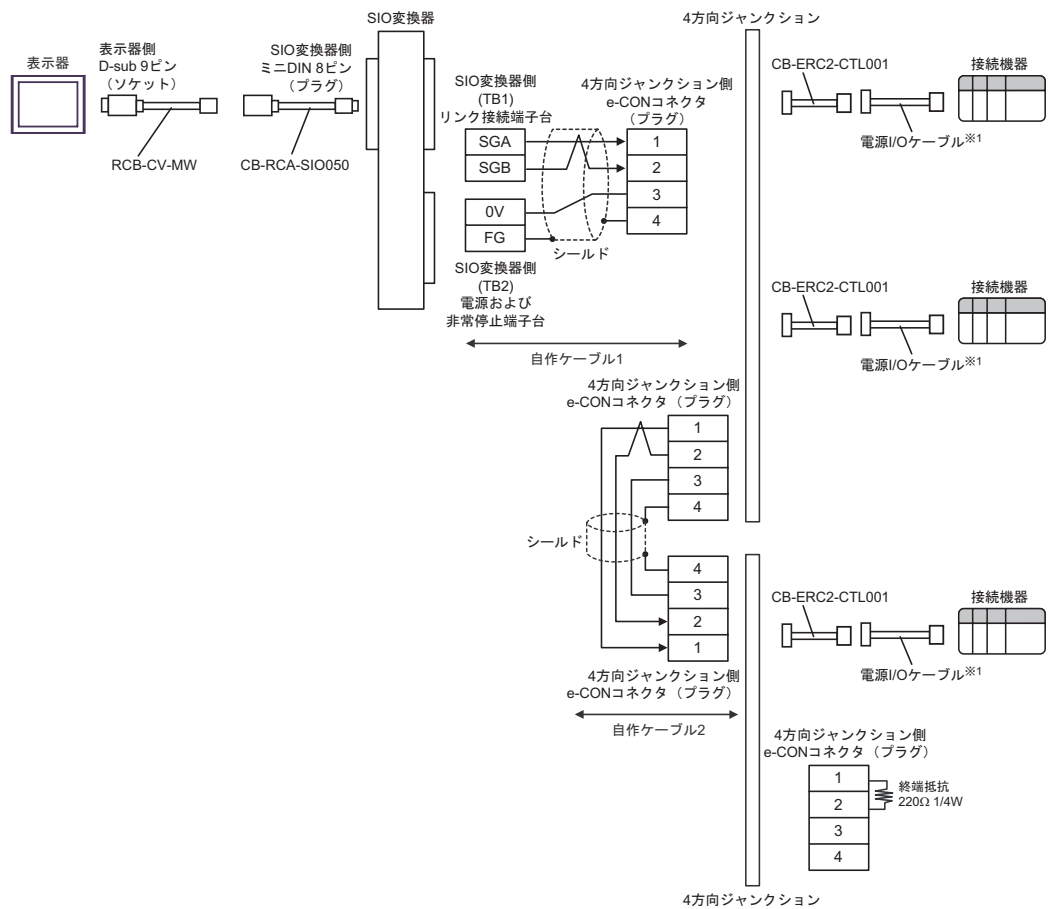 SIO変換器
4方向ジャンクション
表示器
表示器側
D-sub 9ピン
（ソケット）
SIO変換器側
ミニDIN 8ピン
（プラグ）
RCB-CV-MW
CB-RCA-SIO050
SIO変換器側
(TB1)
リンク接続端子台
4方向ジャンクション側
e-CONコネクタ
（プラグ）
SGA
SGB
0V
FG
1
2
3
4
シールド
SIO変換器側
(TB2)
電源および
非常停止端子台
自作ケーブル1
CB-ERC2-CTL001
接続機器
電源I/Oケーブル※1
CB-ERC2-CTL001
接続機器
電源I/Oケーブル※1
4方向ジャンクション側
e-CONコネクタ（プラグ）
1
2
3
4
シールド
4
3
2
1
4方向ジャンクション側
e-CONコネクタ（プラグ）
自作ケーブル2
CB-ERC2-CTL001
接続機器
電源I/Oケーブル※1
4方向ジャンクション側
e-CONコネクタ（プラグ）
1
2
3
4
終端抵抗
220Ω 1/4W
4方向ジャンクション